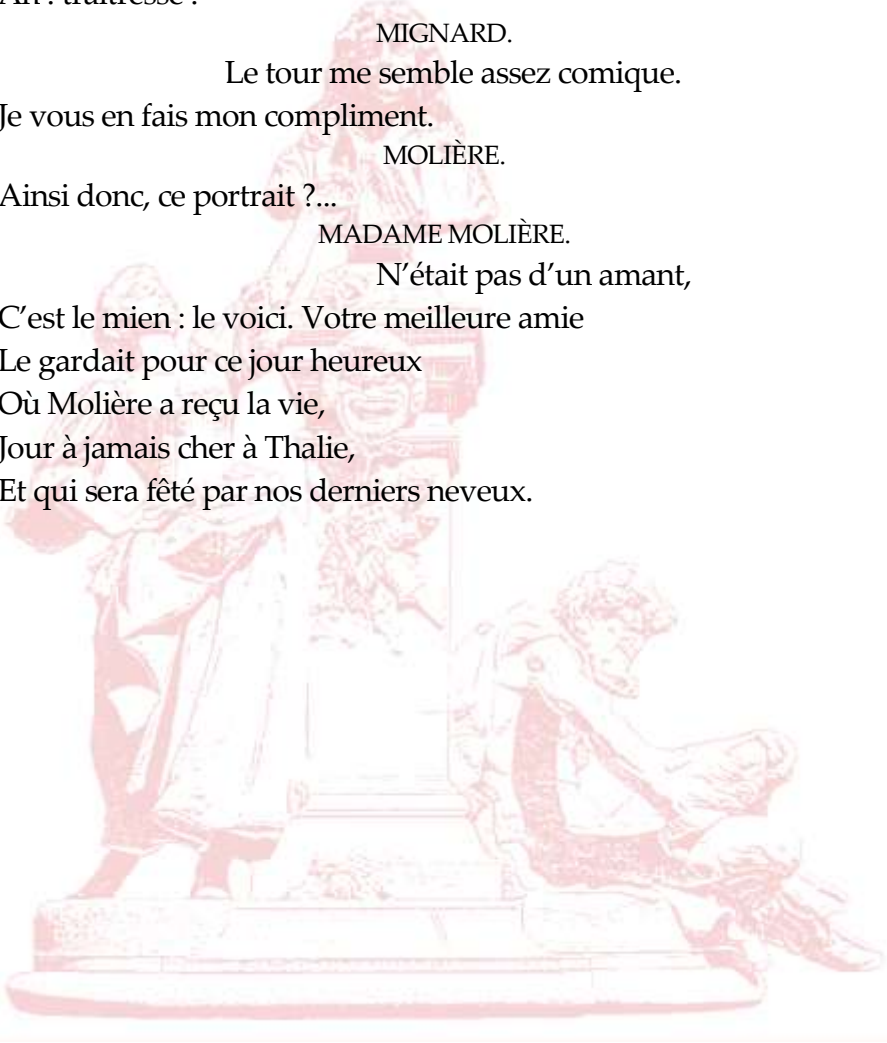 Ah ! traîtresse !
MIGNARD.
Le tour me semble assez comique.
Je vous en fais mon compliment.
MOLIÈRE.
Ainsi donc, ce portrait ?...
MADAME MOLIÈRE.
N’était pas d’un amant,
C’est le mien : le voici. Votre meilleure amie
Le gardait pour ce jour heureux
Où Molière a reçu la vie,
Jour à jamais cher à Thalie,
Et qui sera fêté par nos derniers neveux.